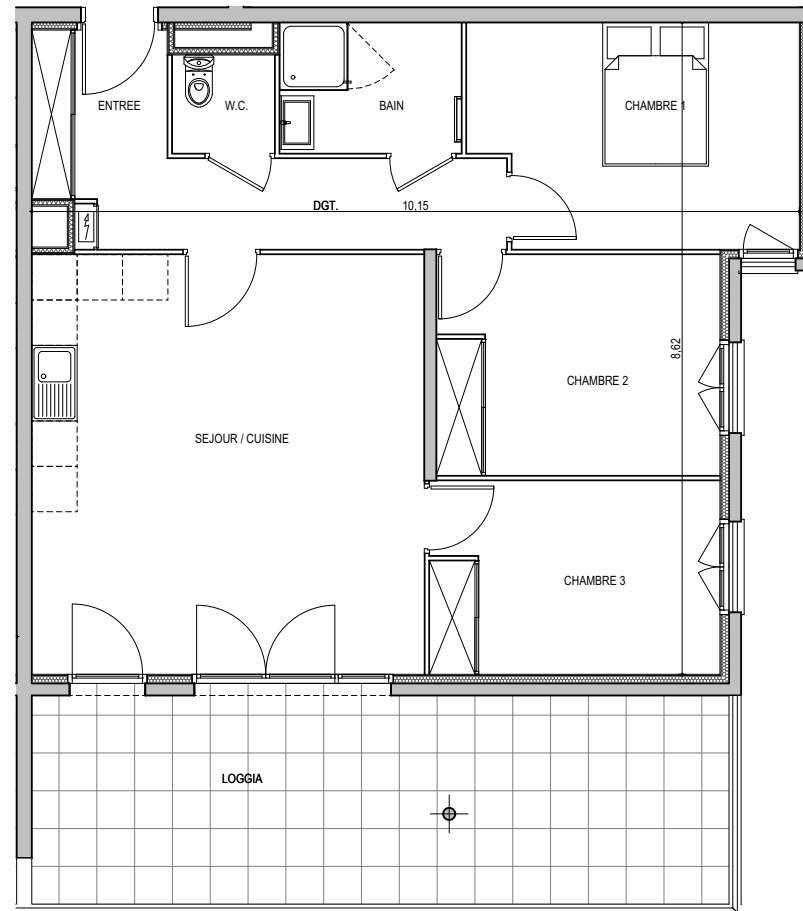 ENTREE
W.C.
BAIN
CHAMBRE 1
DGT.
10,15
8,62
CHAMBRE 2
SEJOUR / CUISINE
CHAMBRE 3
LOGGIA